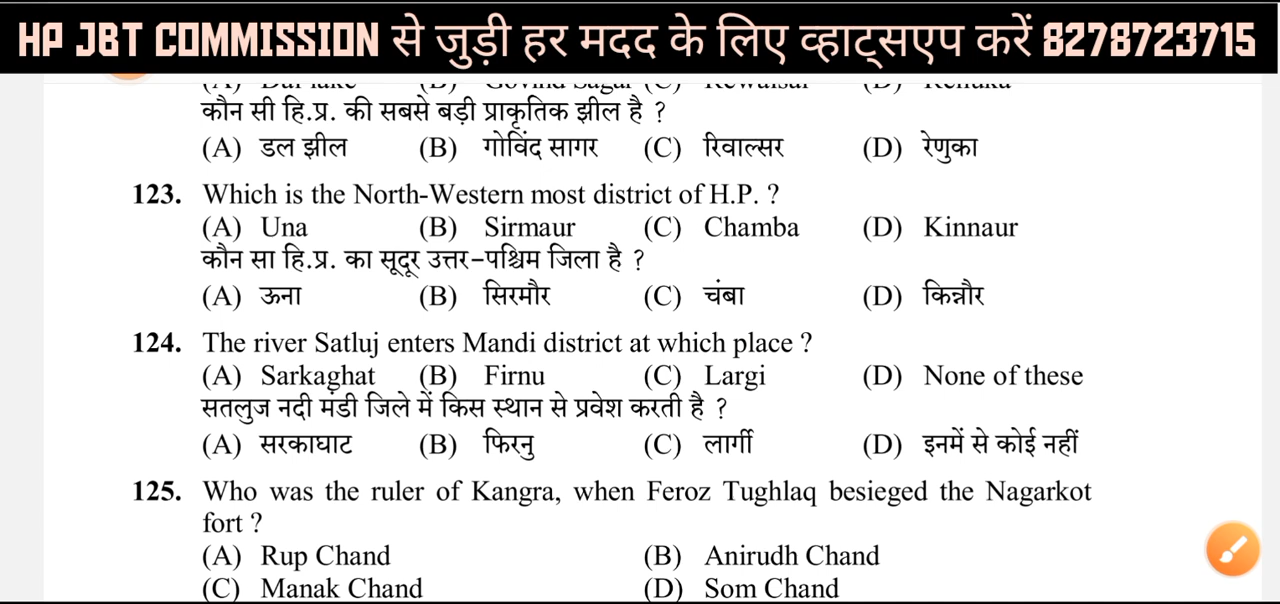 HP JBT COMMISSION से जुड़ी हर मदद के लिए व्हाट्सएप करें 8278723715
कौन सी हि.प्र. की सबसे बड़ी प्राकृतिक झील है ?
(A) डल झील (B) गोविंद सागर (C) रिवाल्सर (D) रेणुका
123. Which is the North-Western most district of H.P. ?
(A) Una (B) Sirmaur (C) Chamba (D) Kinnaur
कौन सा हि.प्र. का सूदूर उत्तर-पश्चिम जिला है ?
(A) ऊना (B) सिरमौर (C) चंबा (D) किन्नौर
124. The river Satluj enters Mandi district at which place ?
(A) Sarkaghat (B) Firnu (C) Largi (D) None of these
सतलुज नदी मंडी जिले में किस स्थान से प्रवेश करती है ?
(A) सरकाघाट (B) फिरनु (C) लार्गी (D) इनमें से कोई नहीं
125. Who was the ruler of Kangra, when Feroz Tughlaq besieged the Nagarkot
fort ?
(A) Rup Chand (B) Anirudh Chand
(C) Manak Chand (D) Som Chand